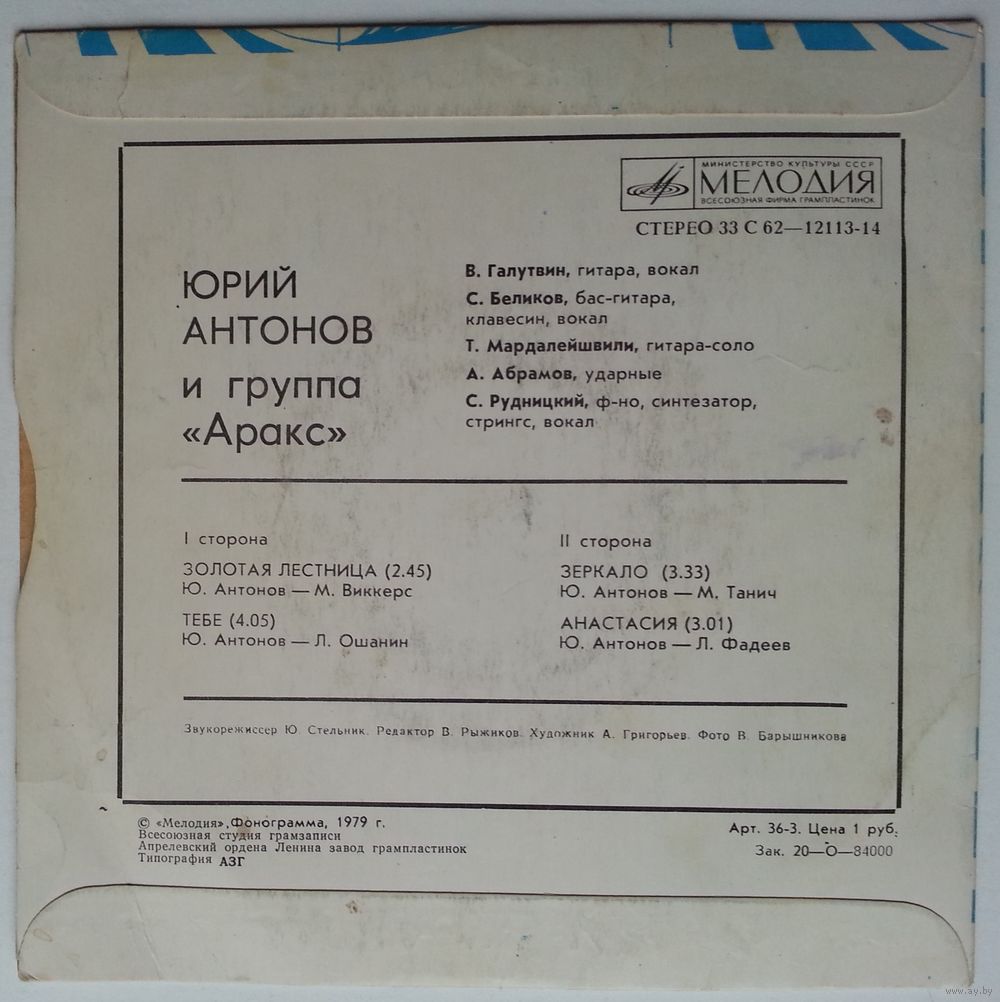 МИНИСТЕРСТВО КУЛЬТУРЫ СССР
МЕЛОДИЯ
ВСЕСОЮЗНАЯ ФИРМА ГРАМПЛАСТИНОК
СТЕРЕО 33 С 62—12113-14
ЮРИЙ
АНТОНОВ
и группа
«Аракс»
В. Галутвин, гитара, вокал
С. Беликов, бас-гитара,
клавесин, вокал
Т. Мардалейшвили, гитара-соло
А. Абрамов, ударные
С. Рудницкий, ф-но, синтезатор,
стрингс, вокал
I сторона
ЗОЛОТАЯ ЛЕСТНИЦА (2.45)
Ю. Антонов — М. Виккерс
ТЕБЕ (4.05)
Ю. Антонов — Л. Ошанин
II сторона
ЗЕРКАЛО (3.33)
Ю. Антонов — М. Танич
АНАСТАСИЯ (3.01)
Ю. Антонов — Л. Фадеев
Звукорежиссер Ю. Стельник. Редактор В. Рыжиков. Художник А. Григорьев. Фото В. Барышникова
© «Мелодия», Фонограмма, 1979 г.
Всесоюзная студия грамзаписи
Апрелевский ордена Ленина завод грампластинок
Типография АЗГ
Арт. 36-3. Цена 1 руб.
Зак. 20—О—84000
www.ay.by